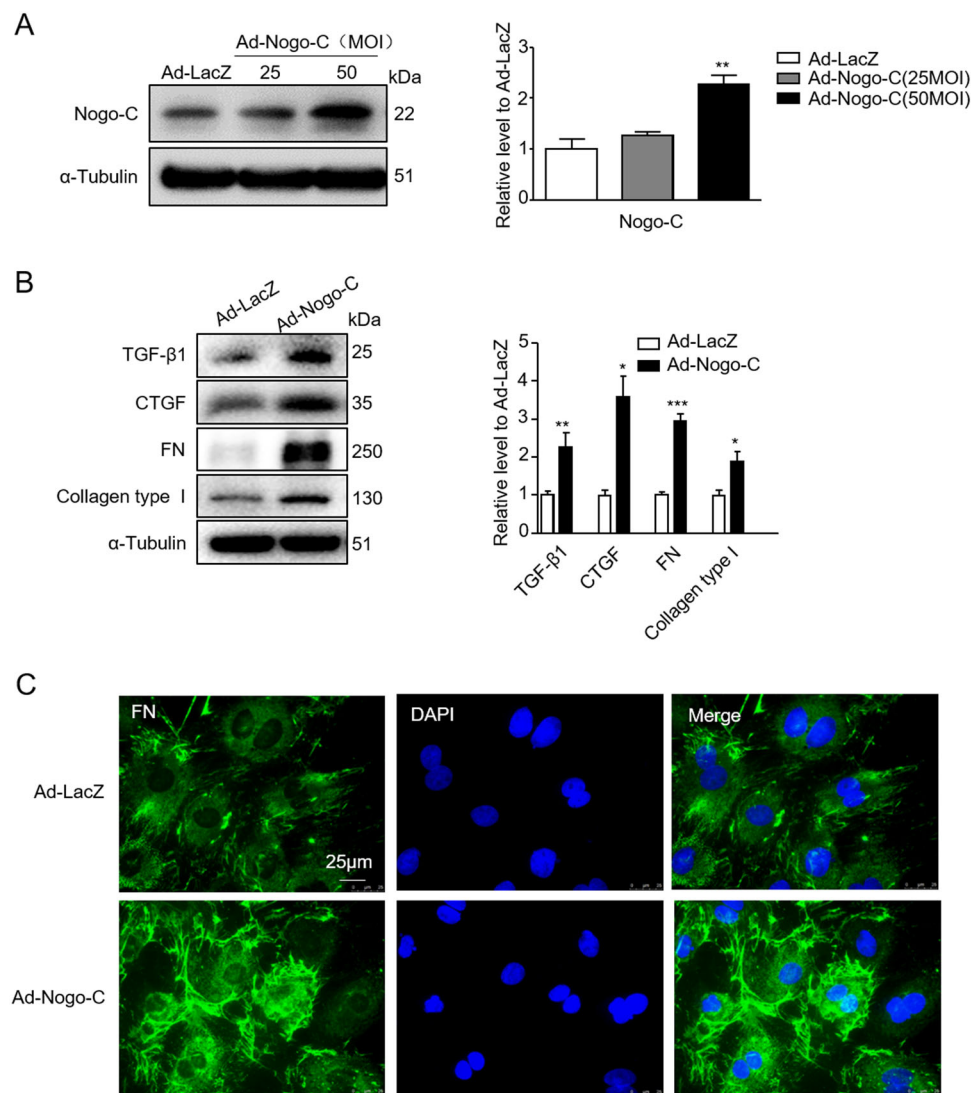 A
Ad-Nogo-C（MOI）
Ad-LacZ 25 50 kDa
Nogo-C 22
α-Tubulin 51
Relative level to Ad-LacZ
3
2
1
0
Nogo-C
**
Ad-LacZ
Ad-Nogo-C(25MOI)
Ad-Nogo-C(50MOI)
B
Ad-LacZ Ad-Nogo-C kDa
TGF-β1 25
CTGF 35
FN 250
Collagen type I 130
α-Tubulin 51
Relative level to Ad-LacZ
5
4
3
2
1
0
Ad-LacZ
Ad-Nogo-C
** * *** *
TGF-β1 CTGF FN Collagen type I
C
FN DAPI Merge
Ad-LacZ
25μm
Ad-Nogo-C